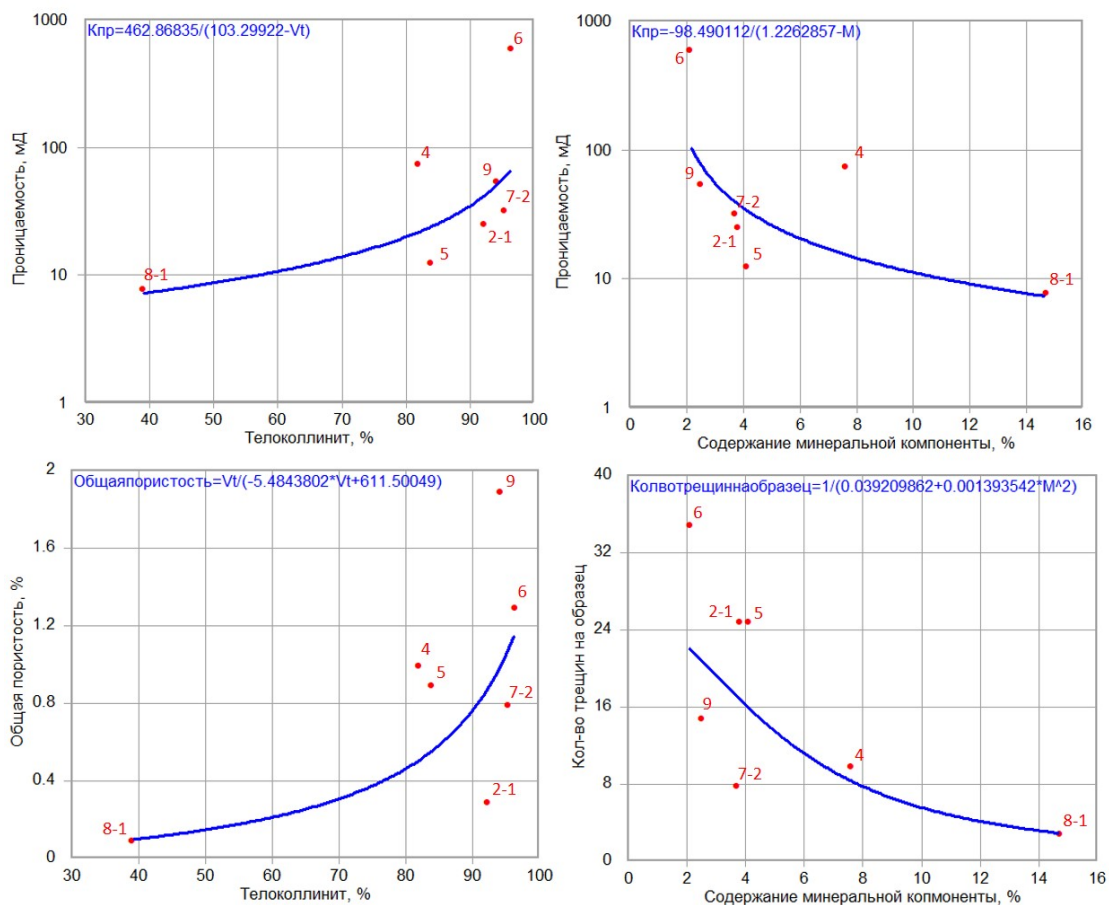 Кпр=462.86835/(103.29922-Vt)
1000
100
10
1
Проницаемость, мД
6
4
9
7-2
2-1
5
8-1
30 40 50 60 70 80 90 100
Телоколлинит, %
Кпр=-98.490112/(1.2262857-M)
1000
100
10
1
Проницаемость, мД
6
4
9
7-2
2-1
5
8-1
0 2 4 6 8 10 12 14 16
Содержание минеральной компоненты, %
Общаяпористость=Vt/(-5.4843802*Vt+611.50049)
2
1.6
1.2
0.8
0.4
0
Общая пористость, %
9
6
4
5
7-2
2-1
8-1
30 40 50 60 70 80 90 100
Телоколлинит, %
Колвотрещиннаобразец=1/(0.039209862+0.001393542*M^2)
40
32
24
16
8
0
Кол-во трещин на образец
6
2-1 5
9
7-2
4
8-1
0 2 4 6 8 10 12 14 16
Содержание минеральной копмоненты, %